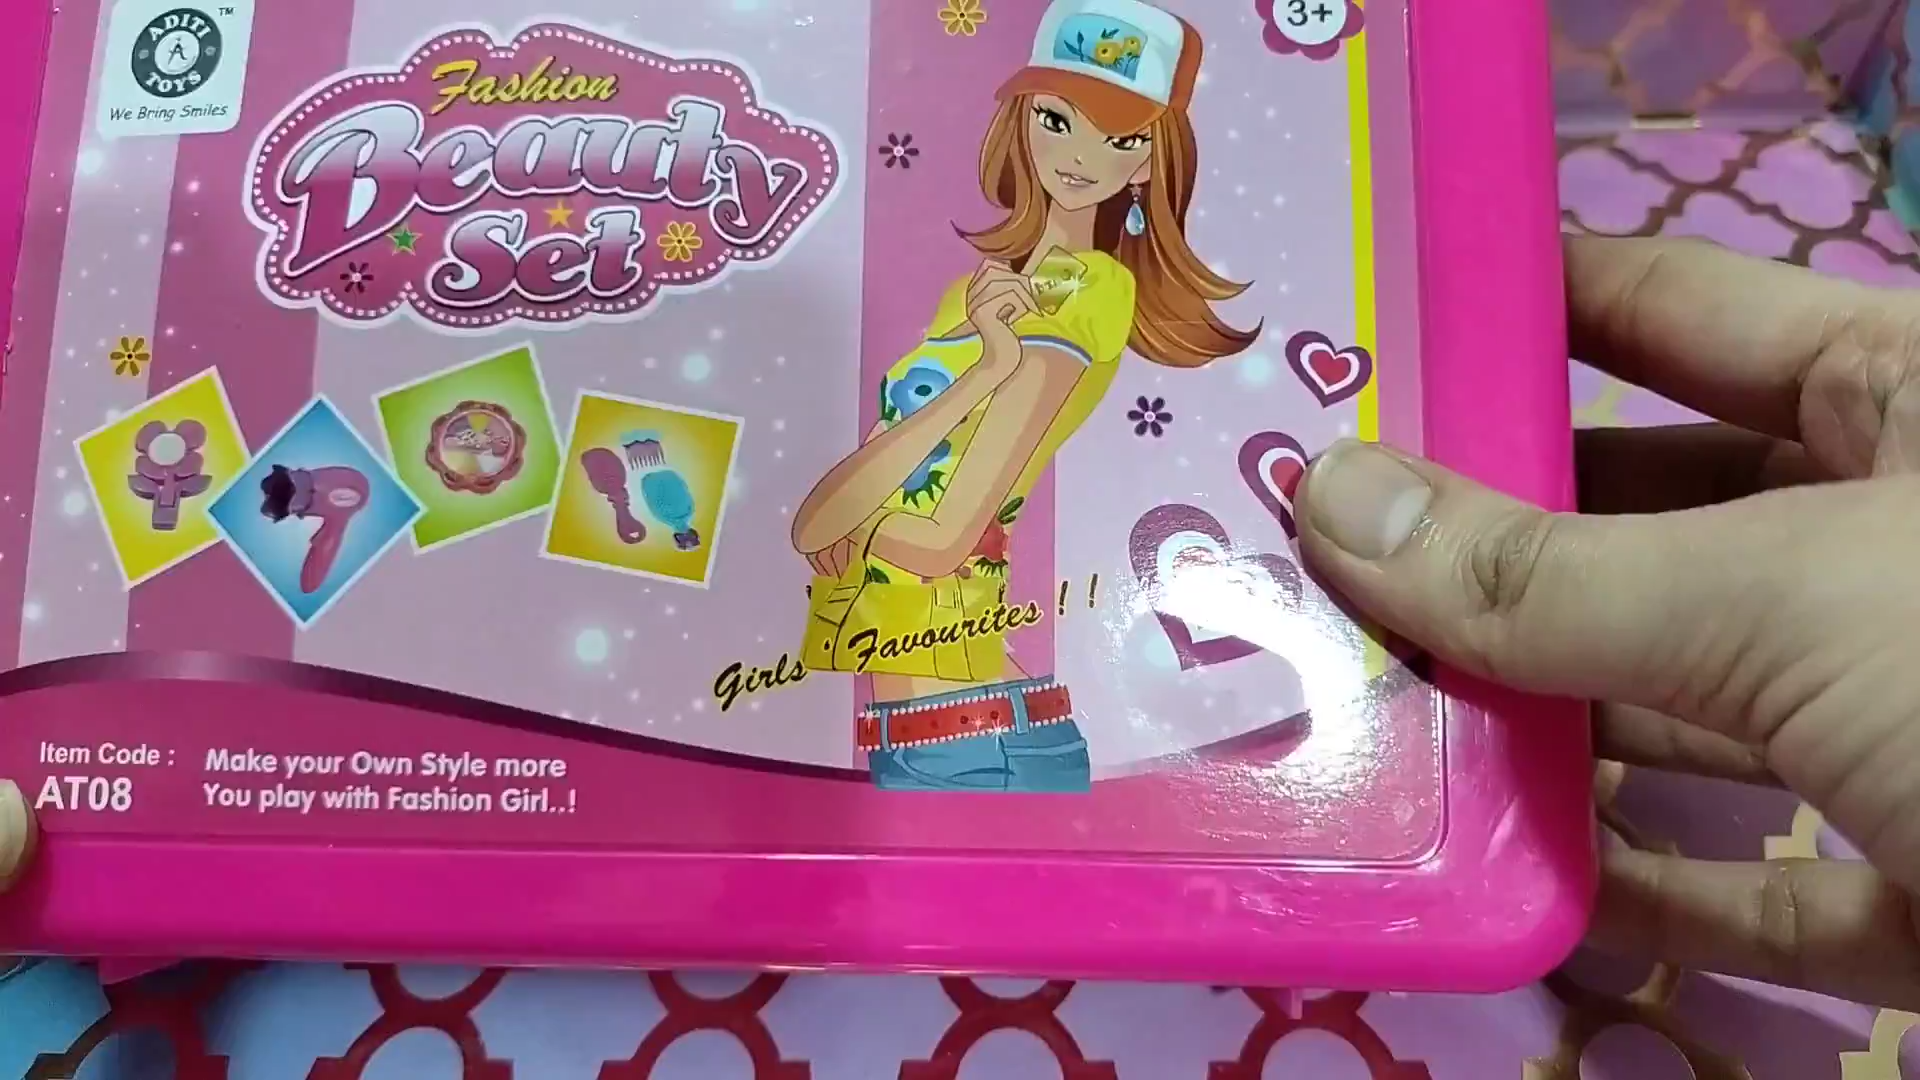 ADITI
A
TOYS
TM
We Bring Smiles
3+
Fashion
Beauty
Set
Girls' Favourites ! !
Item Code :
AT08
Make your Own Style more
You play with Fashion Girl..!